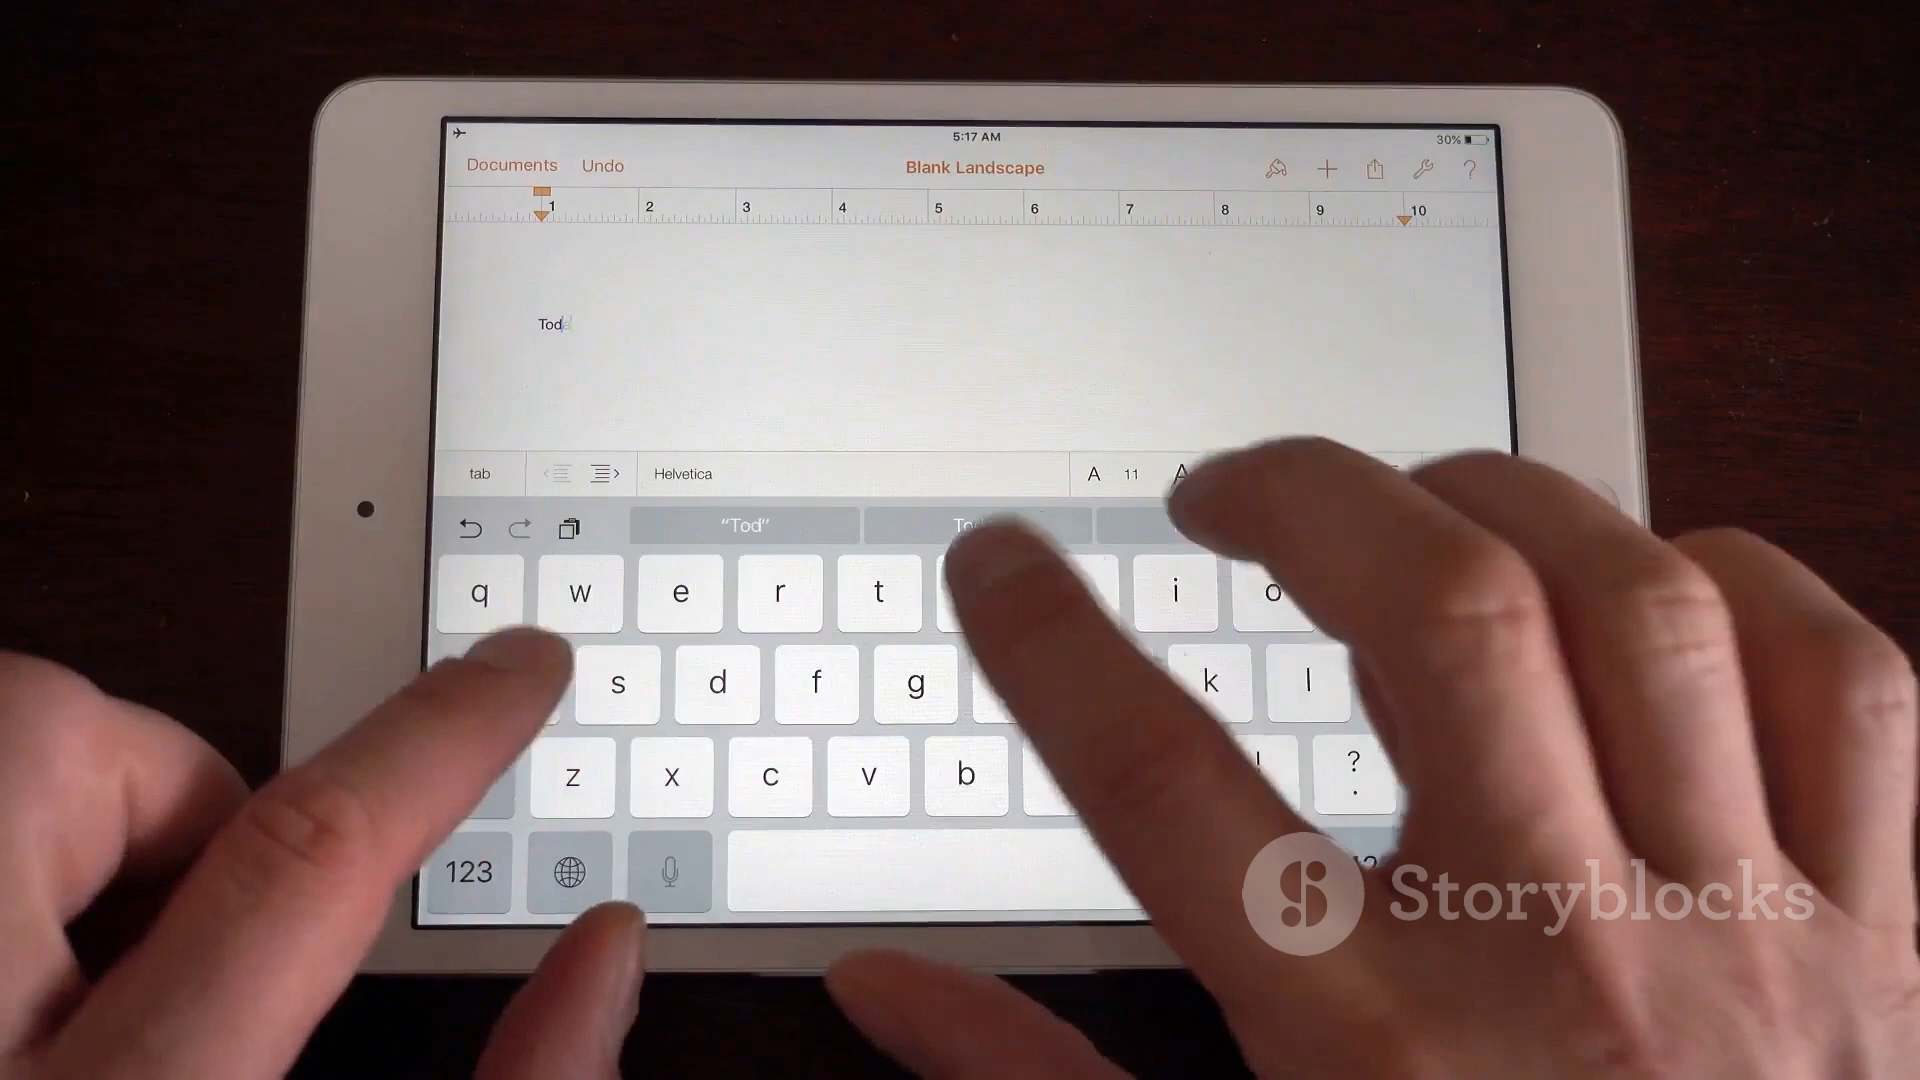 5:17 AM
30%
Documents Undo
Blank Landscape
?
1 2 3 4 5 6 7 8 9 10
Tod
tab
Helvetica
A 11 A
“Tod”
q w e r t i o
s d f g k l
z x c v b ! ? .
123
Storyblocks